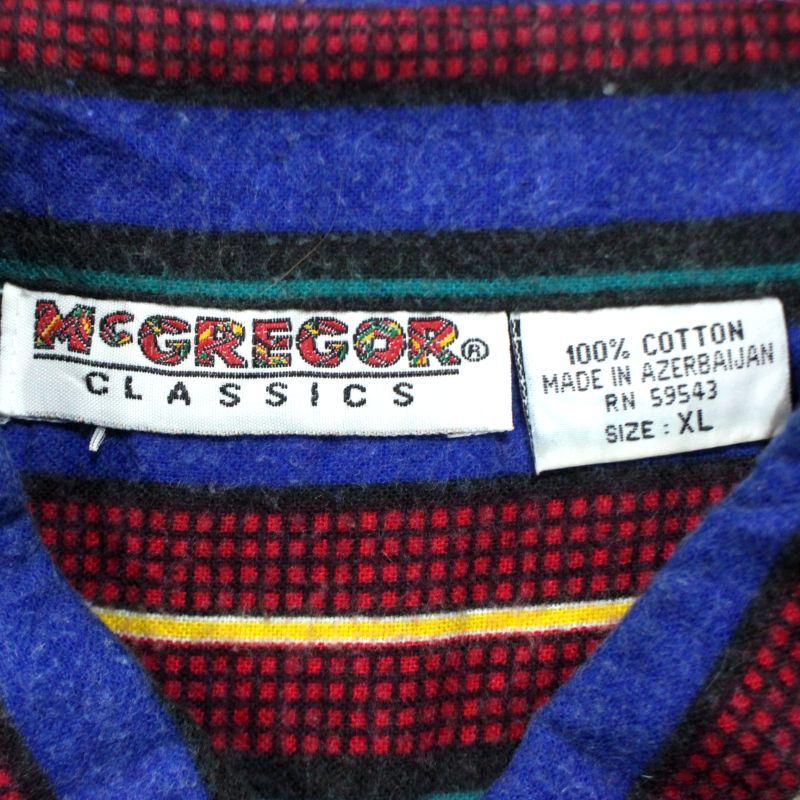 McGREGOR®
CLASSICS
100% COTTON
MADE IN AZERBAIJAN
RN 59543
SIZE : XL